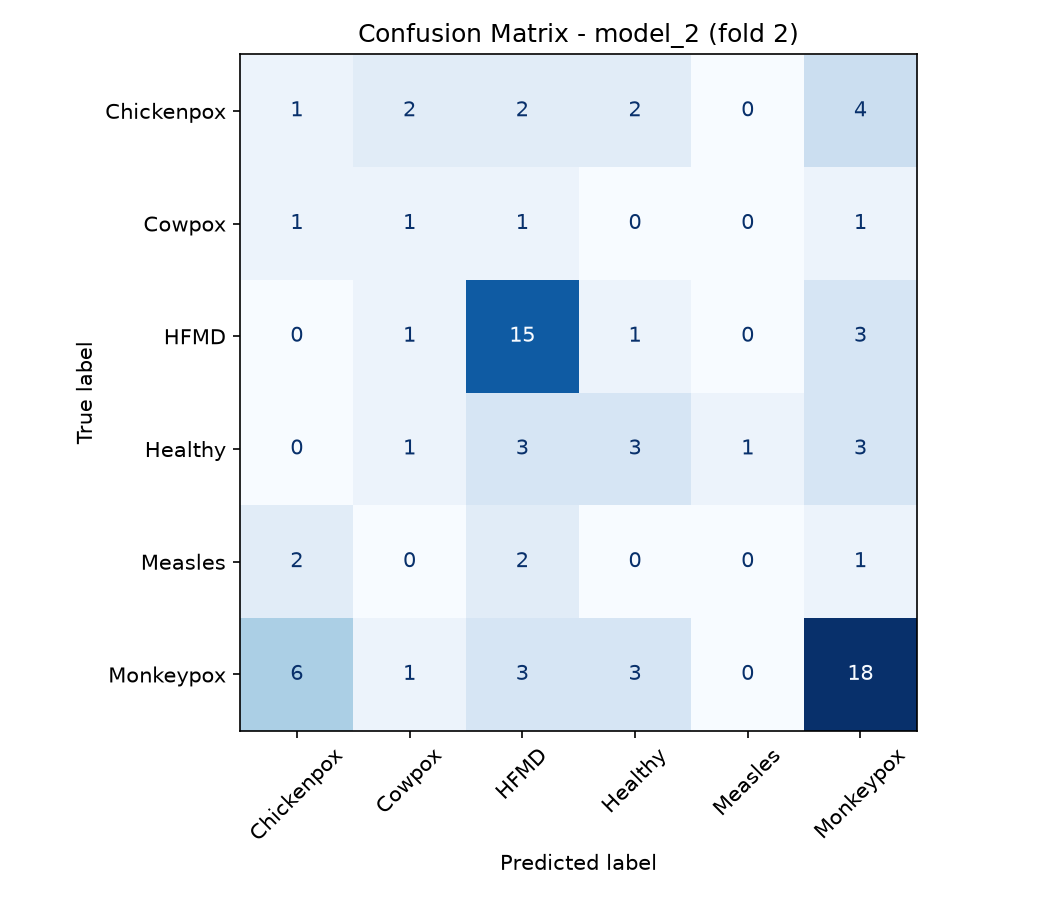 Confusion Matrix - model_2 (fold 2)
True label
Chickenpox 1 2 2 2 0 4
Cowpox 1 1 1 0 0 1
HFMD 0 1 15 1 0 3
Healthy 0 1 3 3 1 3
Measles 2 0 2 0 0 1
Monkeypox 6 1 3 3 0 18
Chickenpox Cowpox HFMD Healthy Measles Monkeypox
Predicted label